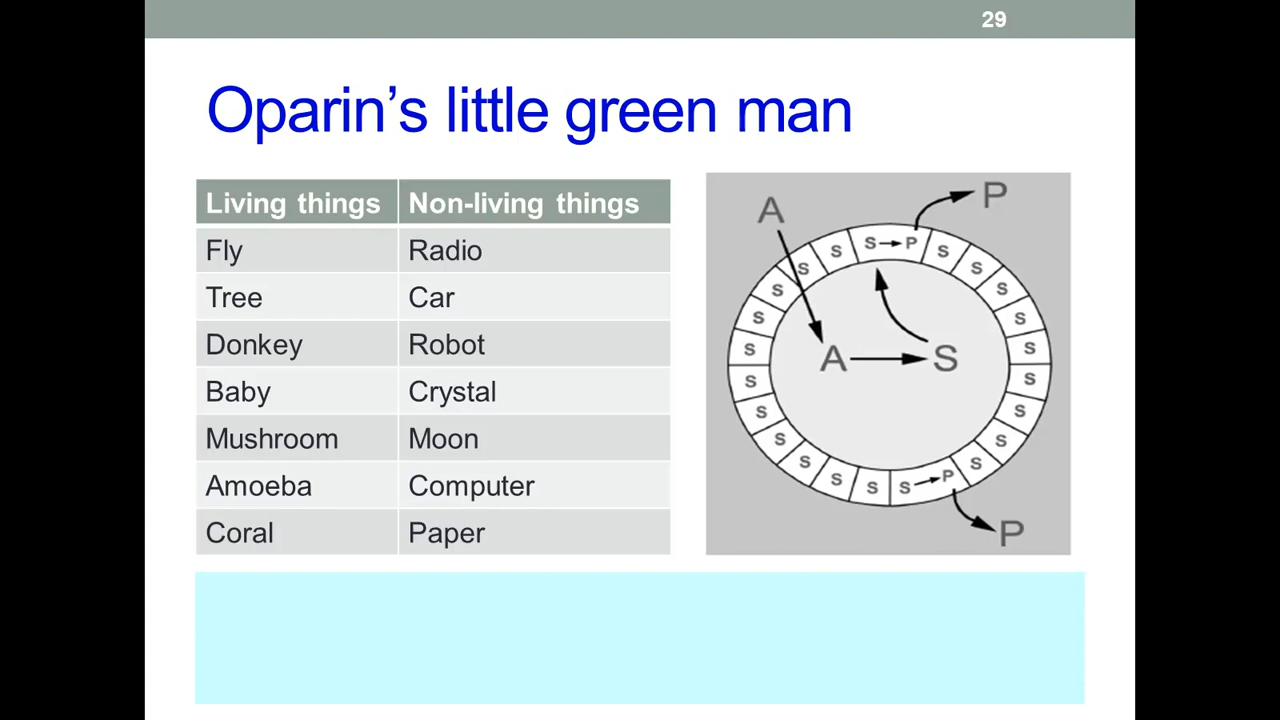 29
Oparin's little green man
Living things Non-living things
Fly Radio
Tree Car
Donkey Robot
Baby Crystal
Mushroom Moon
Amoeba Computer
Coral Paper
A P
S S S→P S S
S S
S S
S S
A → S
S S
S S
S S
S S S S→P S
P